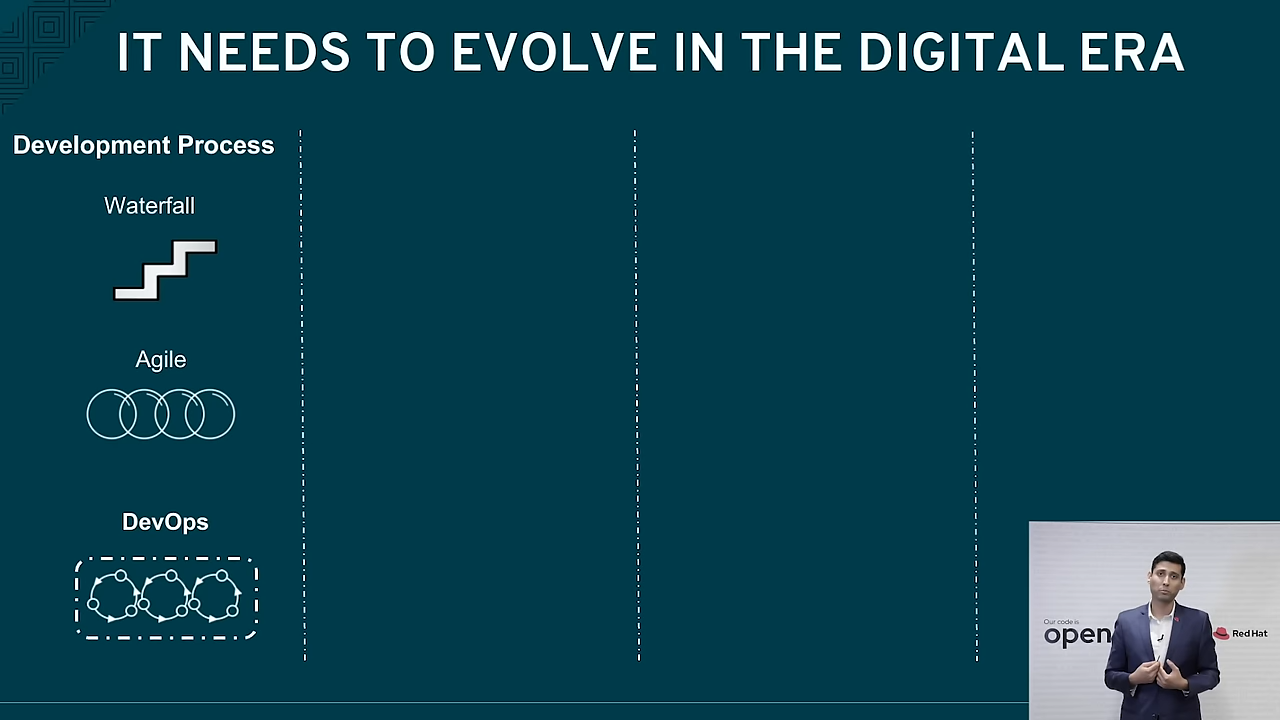 IT NEEDS TO EVOLVE IN THE DIGITAL ERA
Development Process
Waterfall
Agile
DevOps
Our code is
open
Red Hat